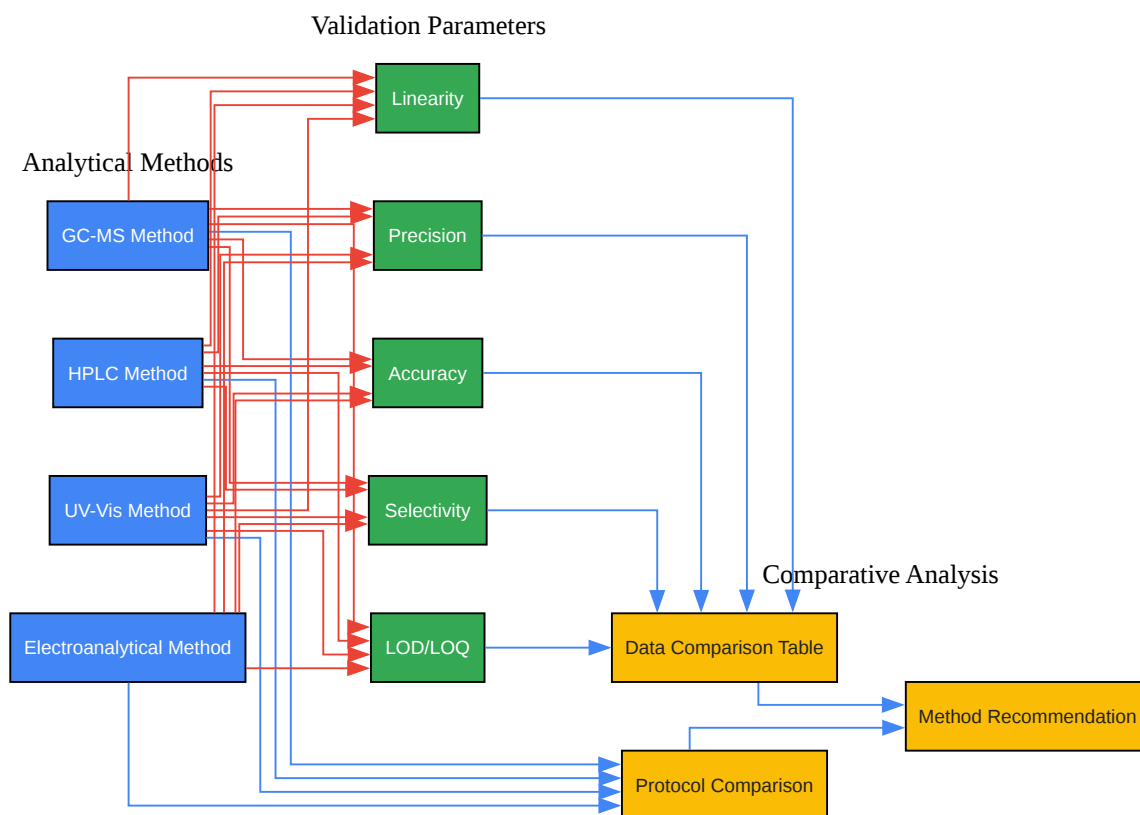 Validation Parameters
Linearity
Analytical Methods
GC-MS Method
Precision
HPLC Method
Accuracy
UV-Vis Method
Selectivity
Comparative Analysis
Electroanalytical Method
LOD/LOQ
Data Comparison Table
Method Recommendation
Protocol Comparison